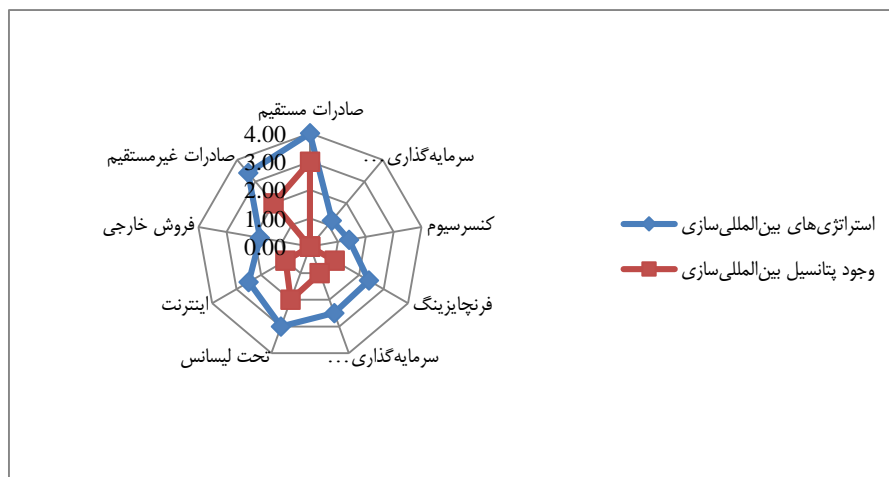 صادرات مستقیم
سرمایه‌گذاری...
کنسرسیوم
فرنچایزینگ
سرمایه‌گذاری...
تحت لیسانس
اینترنت
فروش خارجی
صادرات غیرمستقیم
4.00
3.00
2.00
1.00
0.00
استراتژی‌های بین‌المللی‌سازی
وجود پتانسیل بین‌المللی‌سازی